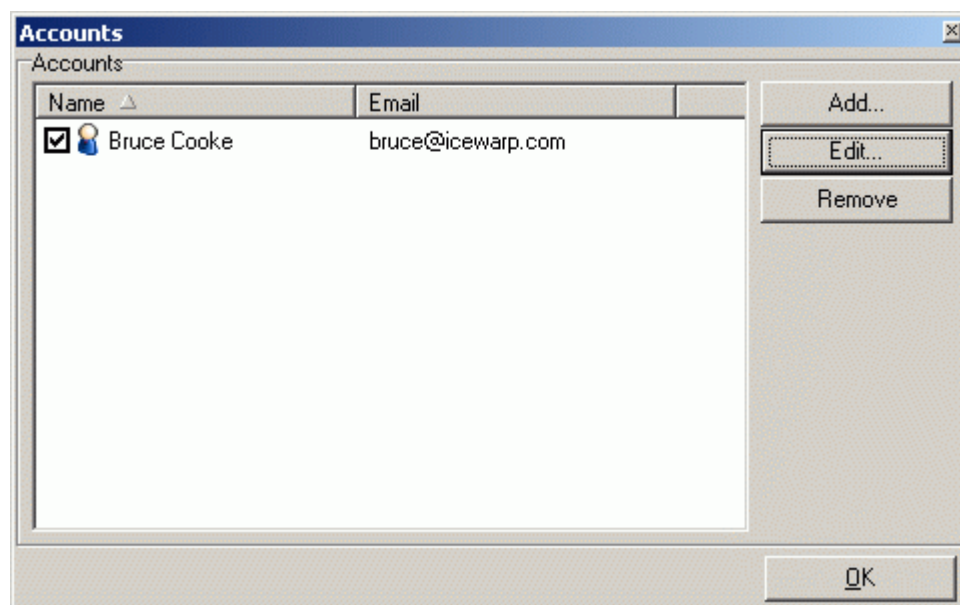 Accounts
Accounts
Name Email
Bruce Cooke bruce@icewarp.com
Add...
Edit...
Remove
OK